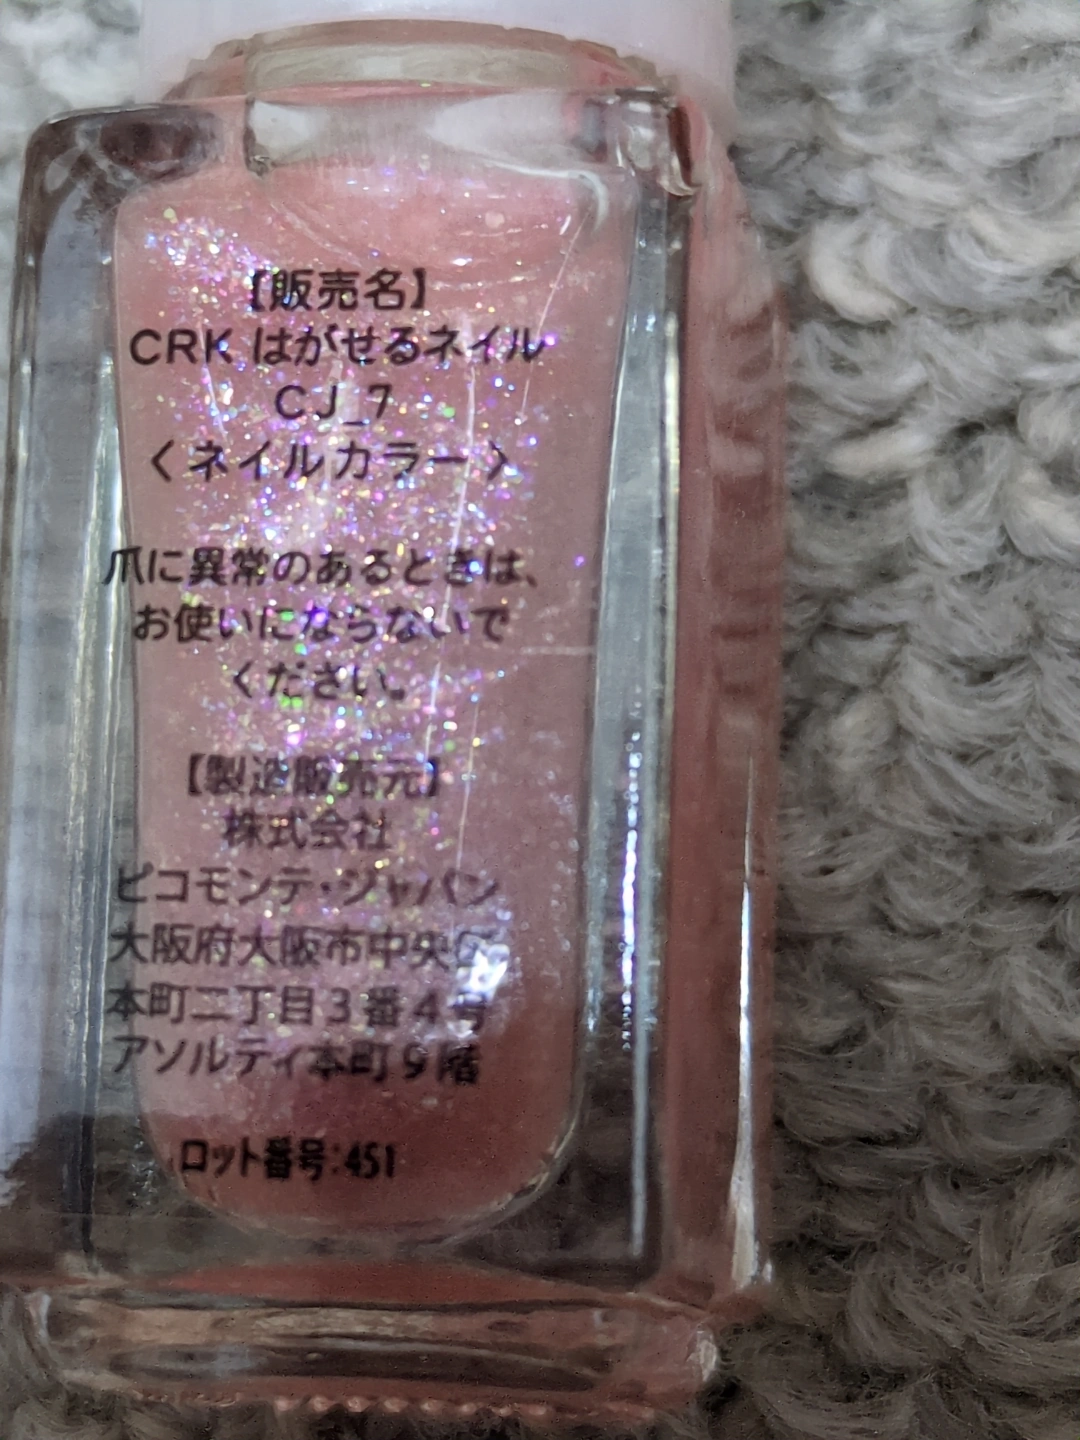 【販売名】
CRK はがせるネイル
CJ_7
〈ネイルカラー〉
爪に異常のあるときは、
お使いにならないで
ください。
【製造販売元】
株式会社
ピコモンテ・ジャパン
大阪府大阪市中央区
本町二丁目3番4号
アソルティ本町9階
ロット番号:451